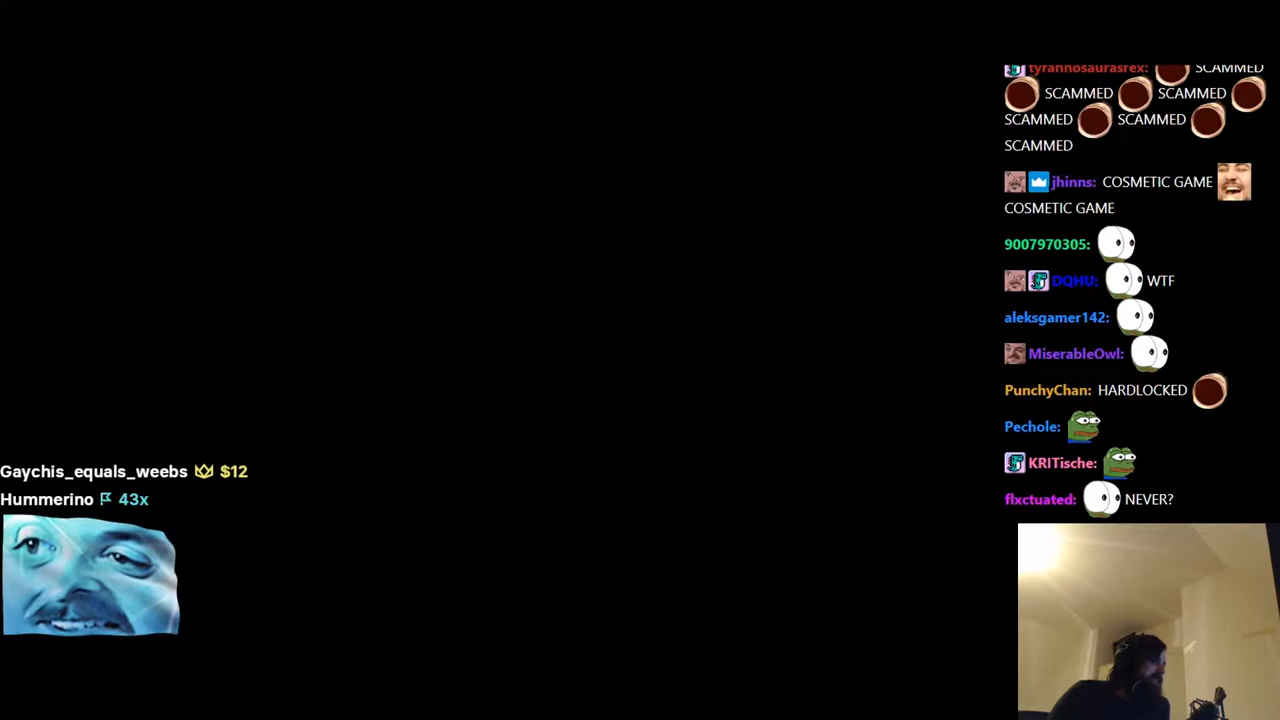 tyrannosaurasrex: SCAMMED
SCAMMED SCAMMED
SCAMMED SCAMMED
SCAMMED
jhinns: COSMETIC GAME
COSMETIC GAME
9007970305:
DQHU: WTF
aleksgamer142:
MiserableOwl:
PunchyChan: HARDLOCKED
Pechole:
KRITische:
flxctuated: NEVER?
Gaychis_equals_weebs $12
Hummerino 43x